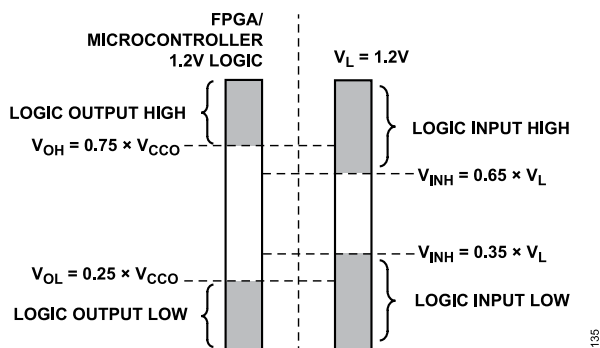 FPGA/
MICROCONTROLLER
1.2V LOGIC
VL = 1.2V
LOGIC OUTPUT HIGH
LOGIC INPUT HIGH
VOH = 0.75 × VCCO
VINH = 0.65 × VL
VINH = 0.35 × VL
VOL = 0.25 × VCCO
LOGIC INPUT LOW
LOGIC OUTPUT LOW
135